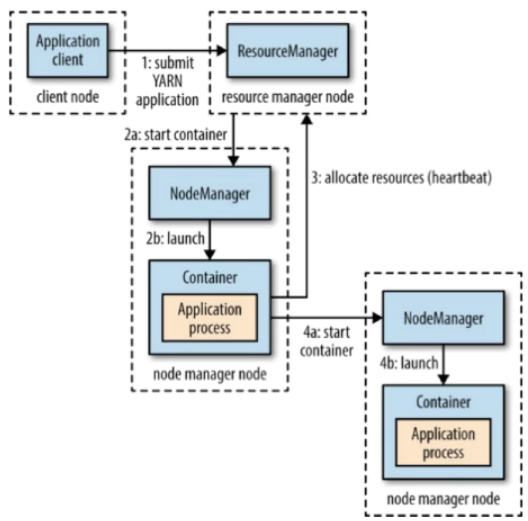 Application
client
client node
1: submit
YARN
application
ResourceManager
resource manager node
2a: start container
3: allocate resources (heartbeat)
NodeManager
2b: launch
Container
Application
process
node manager node
4a: start
container
NodeManager
4b: launch
Container
Application
process
node manager node